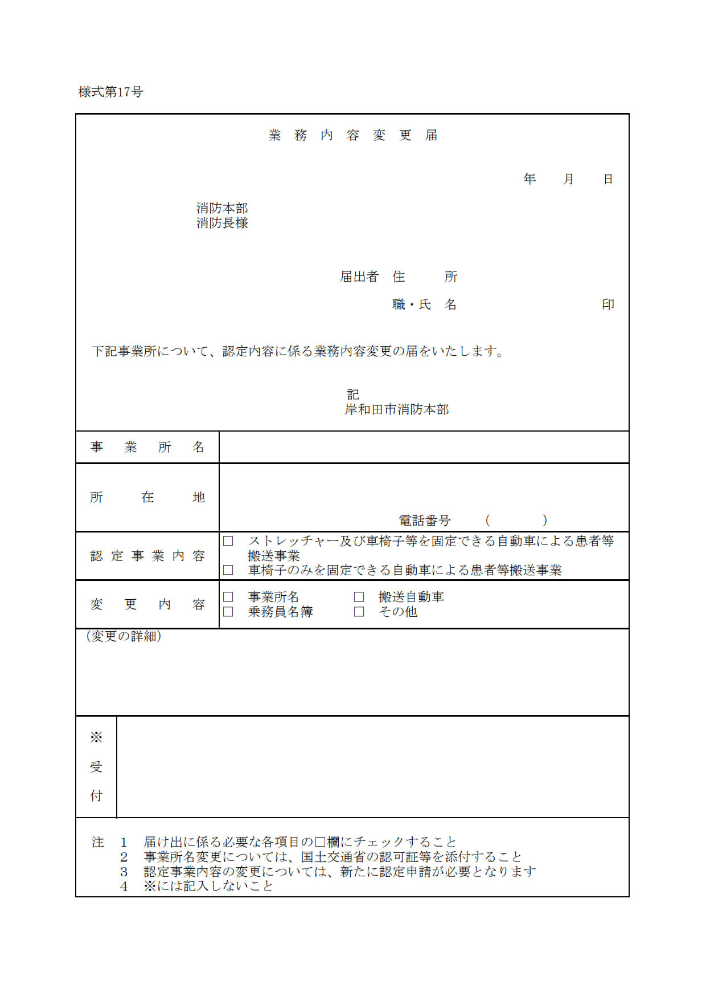 様式第17号
業務内容変更届
年　月　日
消防本部
消防長様
届出者　住　所
職・氏　名　印
下記事業所について、認定内容に係る業務内容変更の届をいたします。
記
岸和田市消防本部
事業所名
所在地
電話番号　（　　）
認定事業内容
□　ストレッチャー及び車椅子等を固定できる自動車による患者等
搬送事業
□　車椅子のみを固定できる自動車による患者等搬送事業
変更内容
□　事業所名　□　搬送自動車
□　乗務員名簿　□　その他
（変更の詳細）
※
受
付
注　1　届け出に係る必要な各項目の□欄にチェックすること
2　事業所名変更については、国土交通省の認可証等を添付すること
3　認定事業内容の変更については、新たに認定申請が必要となります
4　※には記入しないこと